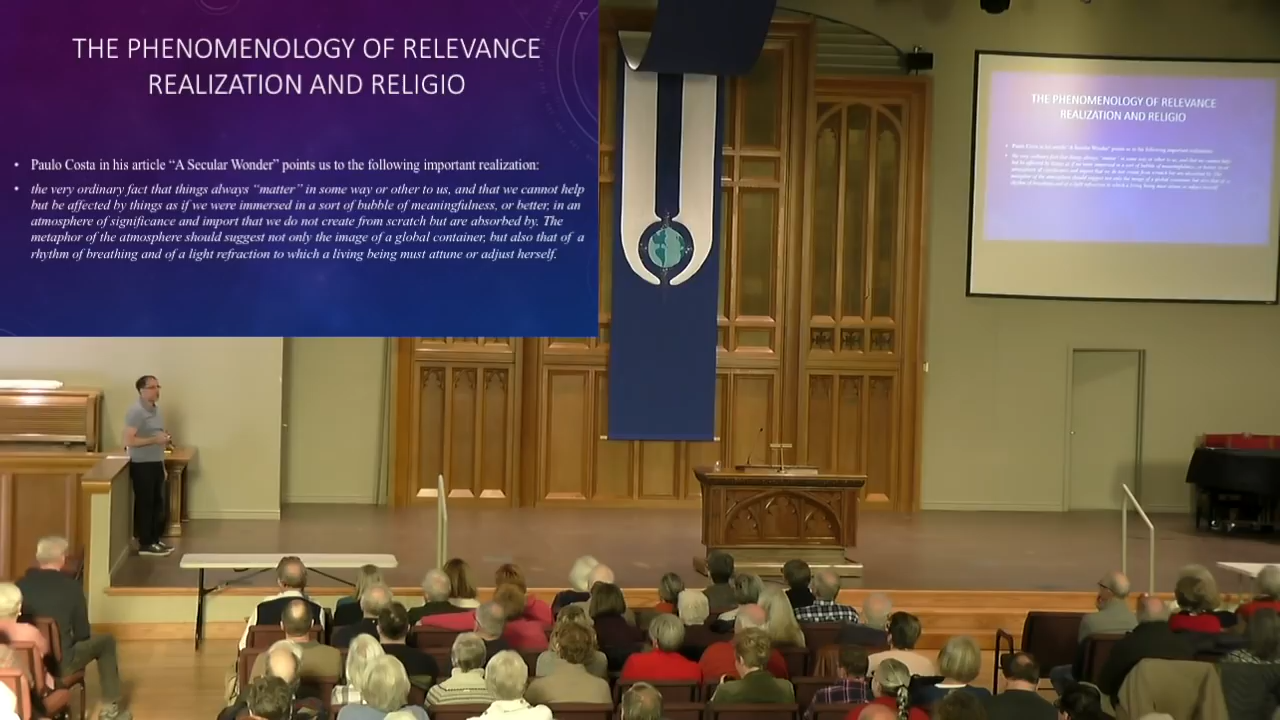 THE PHENOMENOLOGY OF RELEVANCE
REALIZATION AND RELIGIO
• Paulo Costa in his article “A Secular Wonder” points us to the following important realization:
• the very ordinary fact that things always “matter” in some way or other to us, and that we cannot help
but be affected by things as if we were immersed in a sort of bubble of meaningfulness, or better, in an
atmosphere of significance and import that we do not create from scratch but are absorbed by. The
metaphor of the atmosphere should suggest not only the image of a global container, but also that of a
rhythm of breathing and of a light refraction to which a living being must attune or adjust herself.
THE PHENOMENOLOGY OF RELEVANCE
REALIZATION AND RELIGIO